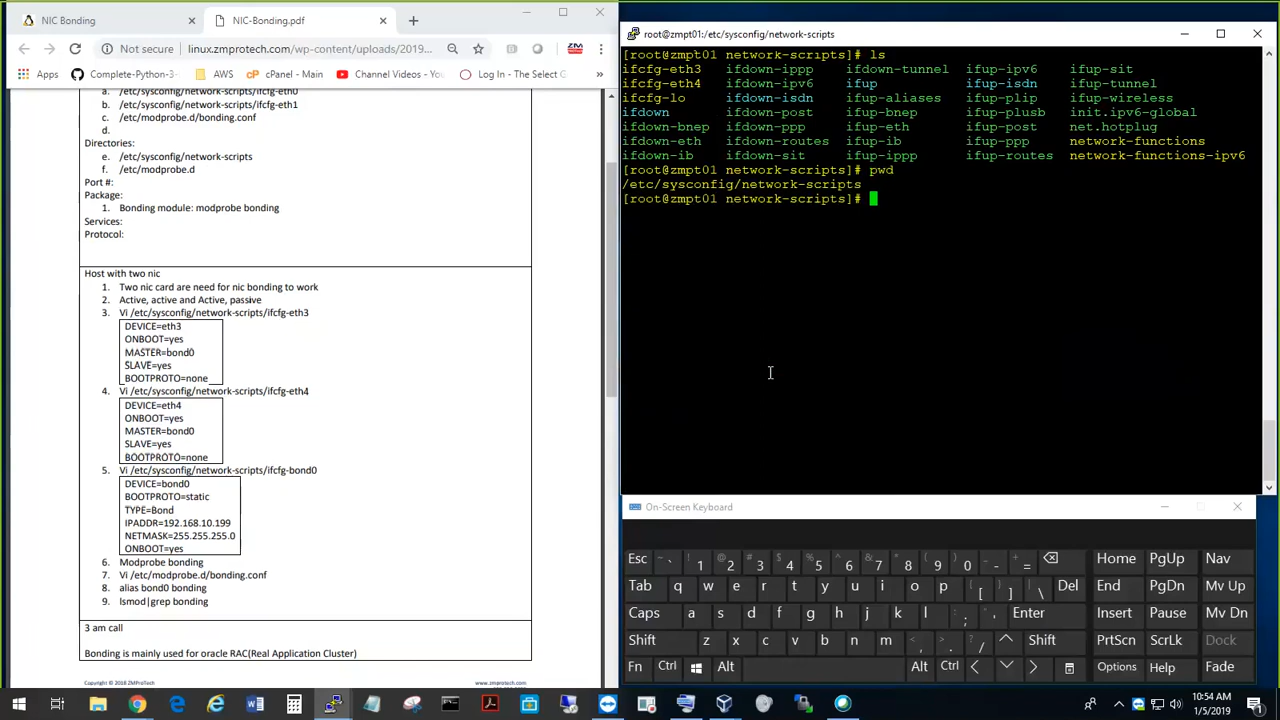 NIC Bonding
NIC-Bonding.pdf
Not secure
linux.zmprotech.com/wp-content/uploads/2019...
ZM
Apps
Complete-Python-3-
AWS
cPanel - Main
Channel Videos - You
Log In - The Select G
»
a. /etc/sysconfig/network-scripts/ifcfg-eth0
b. /etc/sysconfig/network-scripts/ifcfg-eth1
c. /etc/modprobe.d/bonding.conf
d.
Directories:
e. /etc/sysconfig/network-scripts
f. /etc/modprobe.d
Port #:
Package:
1. Bonding module: modprobe bonding
Services:
Protocol:
Host with two nic
1. Two nic card are need for nic bonding to work
2. Active, active and Active, passive
3. Vi /etc/sysconfig/network-scripts/ifcfg-eth3
DEVICE=eth3
ONBOOT=yes
MASTER=bond0
SLAVE=yes
BOOTPROTO=none
4. Vi /etc/sysconfig/network-scripts/ifcfg-eth4
DEVICE=eth4
ONBOOT=yes
MASTER=bond0
SLAVE=yes
BOOTPROTO=none
5. Vi /etc/sysconfig/network-scripts/ifcfg-bond0
DEVICE=bond0
BOOTPROTO=static
TYPE=Bond
IPADDR=192.168.10.199
NETMASK=255.255.255.0
ONBOOT=yes
6. Modprobe bonding
7. Vi /etc/modprobe.d/bonding.conf
8. alias bond0 bonding
9. lsmod|grep bonding
3 am call
Bonding is mainly used for oracle RAC(Real Application Cluster)
Copyright © 2018 ZMProTech
www.zmprotech.com
root@zmpt01:/etc/sysconfig/network-scripts
[root@zmpt01 network-scripts]# ls
ifcfg-eth3 ifdown-ippp ifdown-tunnel ifup-ipv6 ifup-sit
ifcfg-eth4 ifdown-ipv6 ifup ifup-isdn ifup-tunnel
ifcfg-lo ifdown-isdn ifup-aliases ifup-plip ifup-wireless
ifdown ifdown-post ifup-bnep ifup-plusb init.ipv6-global
ifdown-bnep ifdown-ppp ifup-eth ifup-post net.hotplug
ifdown-eth ifdown-routes ifup-ib ifup-ppp network-functions
ifdown-ib ifdown-sit ifup-ippp ifup-routes network-functions-ipv6
[root@zmpt01 network-scripts]# pwd
/etc/sysconfig/network-scripts
[root@zmpt01 network-scripts]#
On-Screen Keyboard
Esc ~ ` ! 1 @ 2 # 3 $ 4 % 5 ^ 6 & 7 * 8 ( 9 ) 0 _ - + = Home PgUp Nav
Tab q w e r t y u i o p { [ } ] | \ Del End PgDn Mv Up
Caps a s d f g h j k l : ; " ' Enter Insert Pause Mv Dn
Shift z x c v b n m < , > . ? / Shift PrtScn ScrLk Dock
Fn Ctrl Alt Alt Ctrl Options Help Fade
10:54 AM
1/5/2019